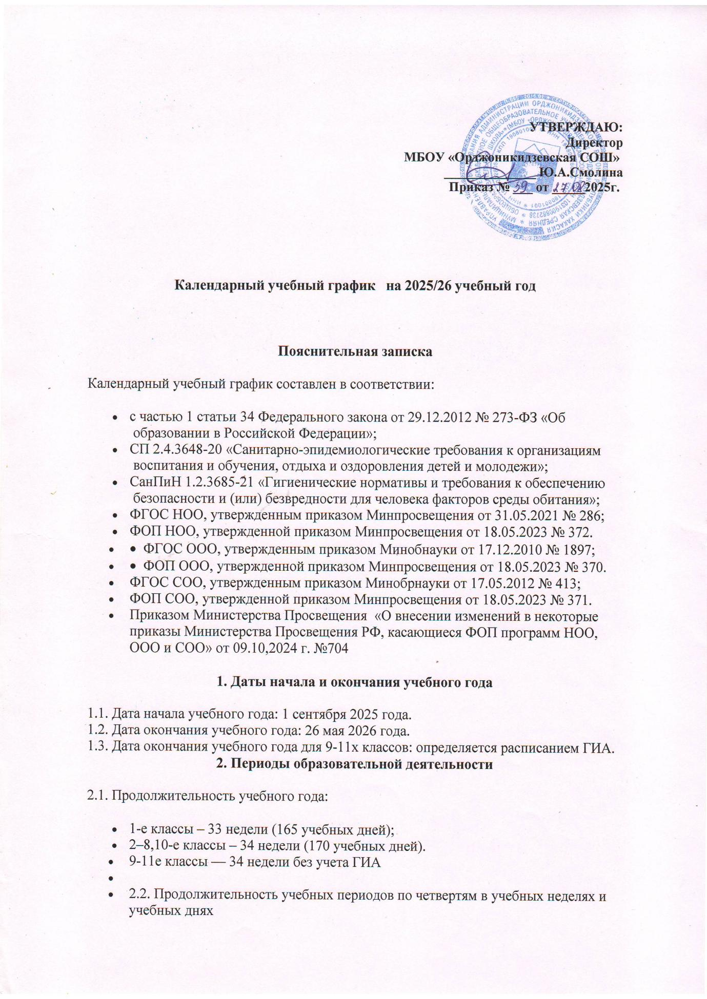 УТВЕРЖДАЮ:
Директор
МБОУ «Орджоникидзевская СОШ»
Ю.А.Смолина
Приказ № 59 от 27.08 2025г.
Календарный учебный график на 2025/26 учебный год
Пояснительная записка
Календарный учебный график составлен в соответствии:
• с частью 1 статьи 34 Федерального закона от 29.12.2012 № 273-ФЗ «Об
образовании в Российской Федерации»;
• СП 2.4.3648-20 «Санитарно-эпидемиологические требования к организациям
воспитания и обучения, отдыха и оздоровления детей и молодежи»;
• СанПиН 1.2.3685-21 «Гигиенические нормативы и требования к обеспечению
безопасности и (или) безвредности для человека факторов среды обитания»;
• ФГОС НОО, утвержденным приказом Минпросвещения от 31.05.2021 № 286;
• ФОП НОО, утвержденной приказом Минпросвещения от 18.05.2023 № 372.
• • ФГОС ООО, утвержденным приказом Минобнауки от 17.12.2010 № 1897;
• • ФОП ООО, утвержденной приказом Минпросвещения от 18.05.2023 № 370.
• ФГОС СОО, утвержденным приказом Минобрнауки от 17.05.2012 № 413;
• ФОП СОО, утвержденной приказом Минпросвещения от 18.05.2023 № 371.
• Приказом Министерства Просвещения «О внесении изменений в некоторые
приказы Министерства Просвещения РФ, касающиеся ФОП программ НОО,
ООО и СОО» от 09.10,2024 г. №704
1. Даты начала и окончания учебного года
1.1. Дата начала учебного года: 1 сентября 2025 года.
1.2. Дата окончания учебного года: 26 мая 2026 года.
1.3. Дата окончания учебного года для 9-11х классов: определяется расписанием ГИА.
2. Периоды образовательной деятельности
2.1. Продолжительность учебного года:
• 1-е классы – 33 недели (165 учебных дней);
• 2–8,10-е классы – 34 недели (170 учебных дней).
• 9-11е классы — 34 недели без учета ГИА
•
• 2.2. Продолжительность учебных периодов по четвертям в учебных неделях и
учебных днях